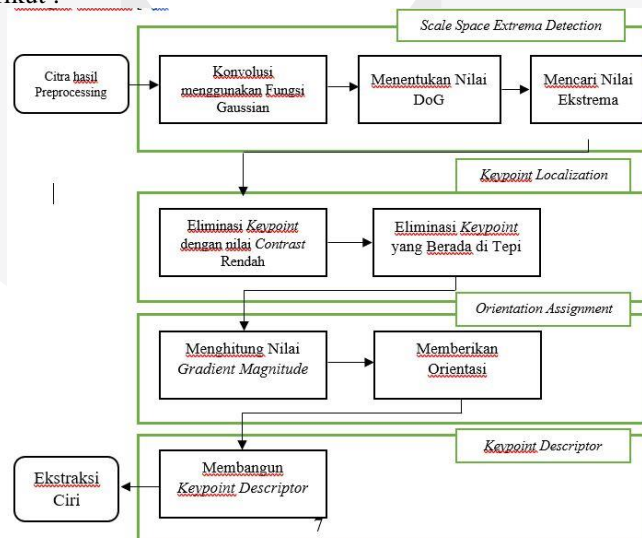 Scale Space Extrema Detection
Citra hasil
Preprocessing
Konvolusi
menggunakan Fungsi
Gaussian
Menentukan Nilai
DoG
Mencari Nilai
Ekstrema
Keypoint Localization
Eliminasi Keypoint
dengan nilai Contrast
Rendah
Eliminasi Keypoint
yang Berada di Tepi
Orientation Assignment
Menghitung Nilai
Gradient Magnitude
Memberikan
Orientasi
Keypoint Descriptor
Membangun
Keypoint Descriptor
Ekstraksi
Ciri
7